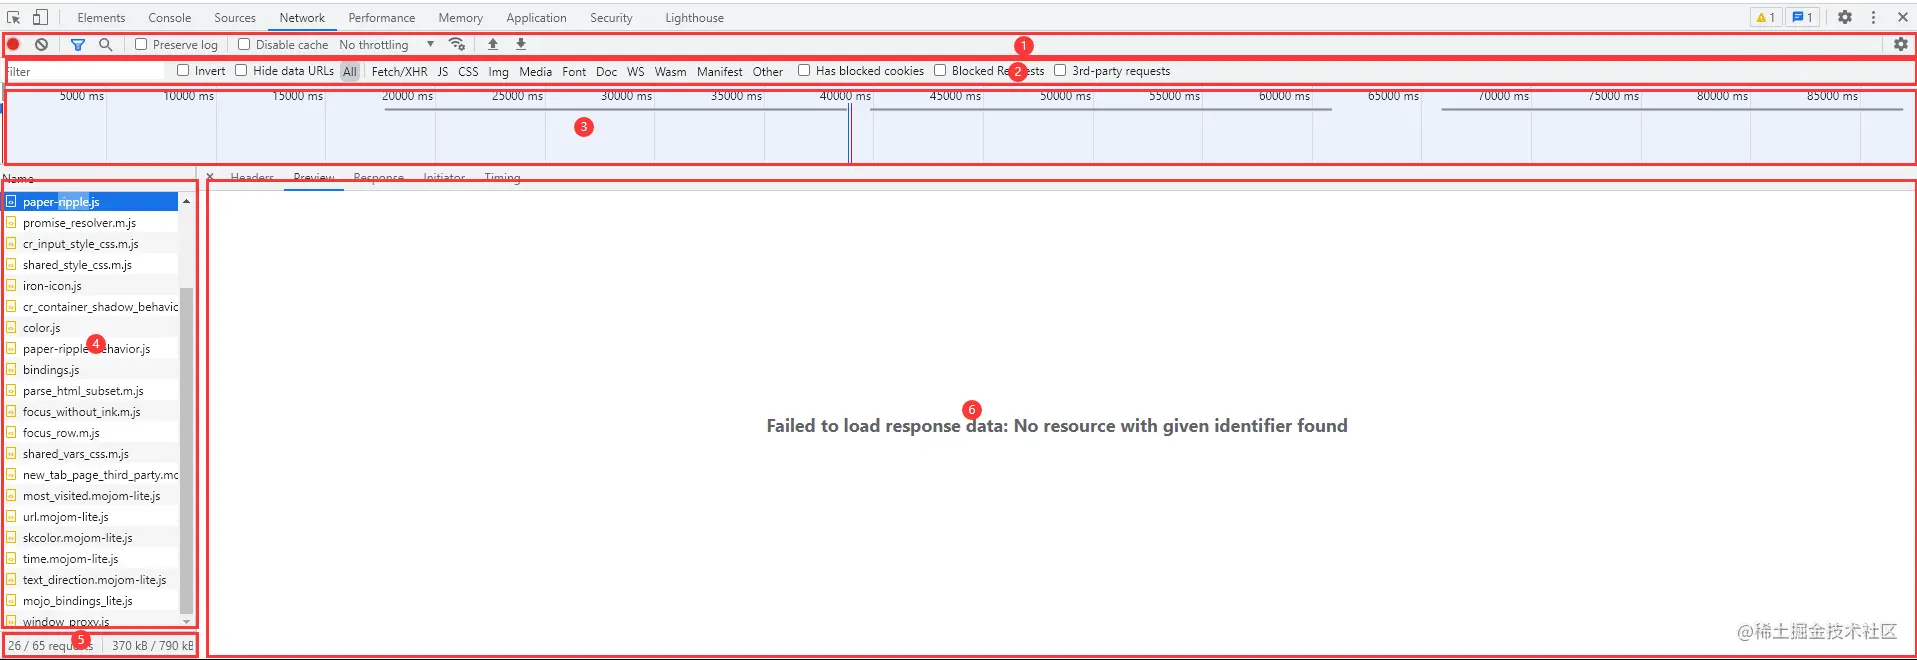 Elements Console Sources Network Performance Memory Application Security Lighthouse 1 1
Preserve log Disable cache No throttling 1
Filter Invert Hide data URLs All Fetch/XHR JS CSS Img Media Font Doc WS Wasm Manifest Other Has blocked cookies Blocked Requests 2 3rd-party requests
5000 ms 10000 ms 15000 ms 20000 ms 25000 ms 30000 ms 35000 ms 40000 ms 45000 ms 50000 ms 55000 ms 60000 ms 65000 ms 70000 ms 75000 ms 80000 ms 85000 ms
3
Name Headers Preview Response Initiator Timing
paper-ripple.js
promise_resolver.m.js
cr_input_style_css.m.js
shared_style_css.m.js
iron-icon.js
cr_container_shadow_behavic
color.js
4
paper-ripple-behavior.js
bindings.js
parse_html_subset.m.js
focus_without_ink.m.js
6
Failed to load response data: No resource with given identifier found
focus_row.m.js
shared_vars_css.m.js
new_tab_page_third_party.mc
most_visited.mojom-lite.js
url.mojom-lite.js
skcolor.mojom-lite.js
time.mojom-lite.js
text_direction.mojom-lite.js
mojo_bindings_lite.js
window_proxy.js
5
26 / 65 requests 370 kB / 790 kB
@稀土掘金技术社区